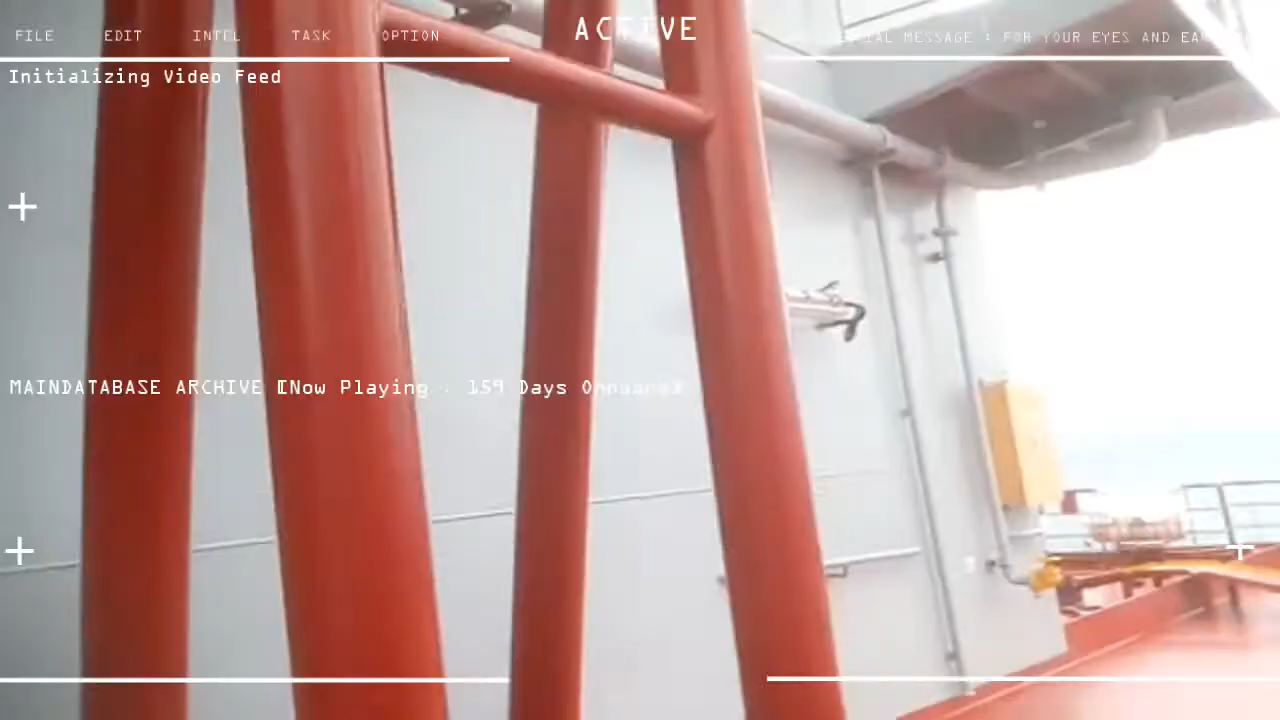 FILE EDIT INTEL TASK OPTION
ACTIVE
MESSAGE : FOR YOUR EYES AND
Initializing Video Feed
MAINDATABASE ARCHIVE [Now Playing . 159 Days